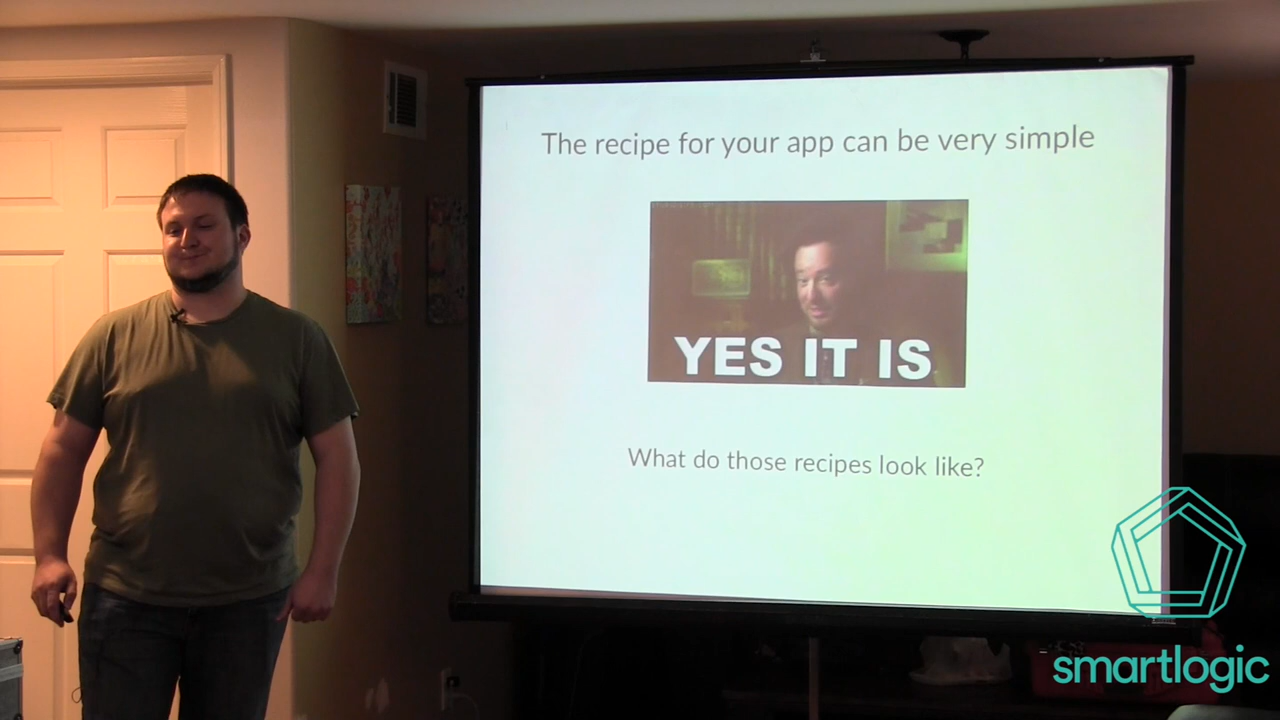 The recipe for your app can be very simple
YES IT IS
What do those recipes look like?
smartlogic